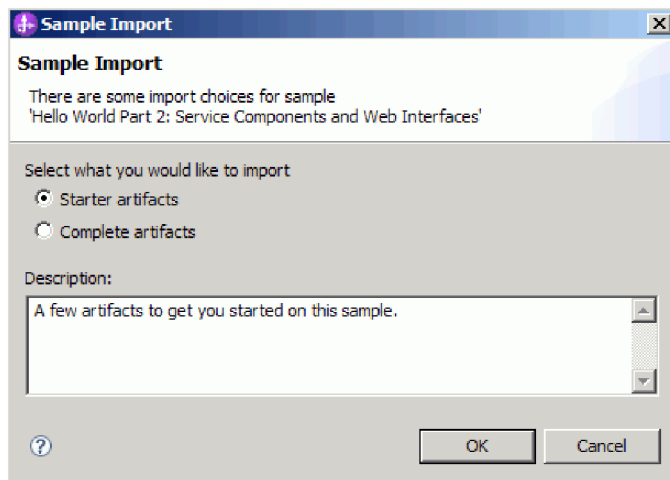 Sample Import
Sample Import
There are some import choices for sample
'Hello World Part 2: Service Components and Web Interfaces'
Select what you would like to import
Starter artifacts
Complete artifacts
Description:
A few artifacts to get you started on this sample.
?
OK
Cancel